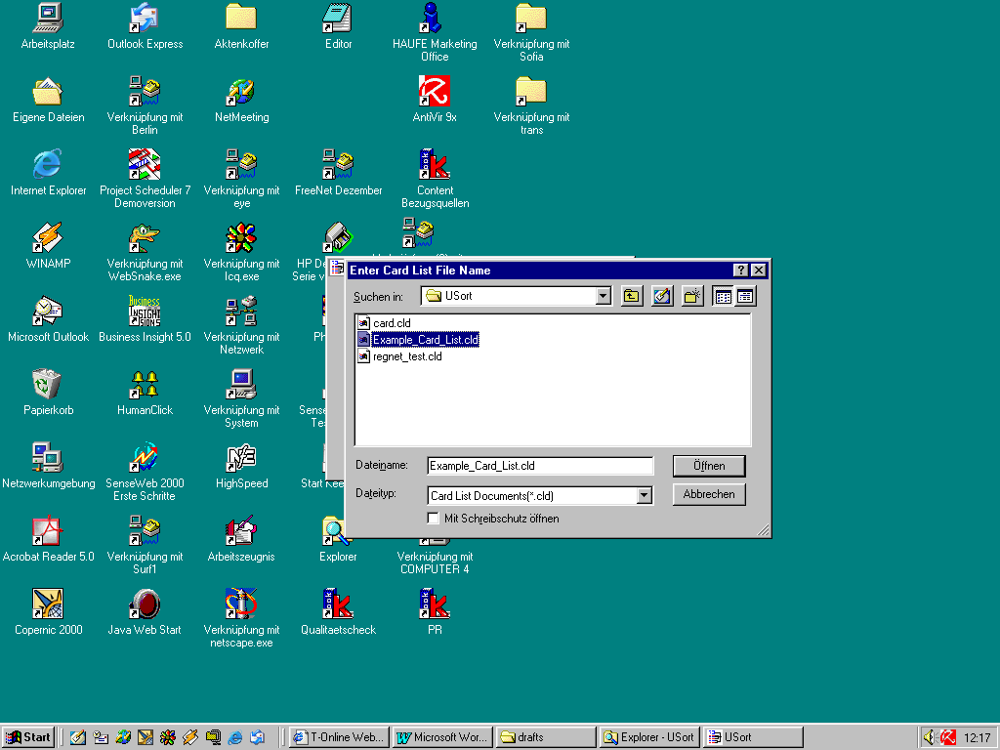 Arbeitsplatz
Outlook Express
Aktenkoffer
Editor
HAUFE Marketing
Office
Verknüpfung mit
Sofia
Eigene Dateien
Verknüpfung mit
Berlin
NetMeeting
AntiVir 9x
Verknüpfung mit
trans
Internet Explorer
Project Scheduler 7
Demoversion
Verknüpfung mit
eye
FreeNet Dezember
Content
Bezugsquellen
WINAMP
Verknüpfung mit
WebSnake.exe
Verknüpfung mit
Icq.exe
HP De
Serie v
Microsoft Outlook
Business
INSIGHT
Business Insight 5.0
Verknüpfung mit
Netzwerk
Ph
Papierkorb
HumanClick
Verknüpfung mit
System
Sense
Te
Netzwerkumgebung
SenseWeb 2000
Erste Schritte
HighSpeed
Start Kee
Acrobat Reader 5.0
Verknüpfung mit
Surf1
Arbeitszeugnis
Explorer
Verknüpfung mit
COMPUTER 4
Copernic 2000
Java Web Start
Verknüpfung mit
netscape.exe
Qualitaetscheck
PR
Enter Card List File Name
Suchen in:
USort
card.cld
Example_Card_List.cld
regnet_test.cld
Dateiname:
Example_Card_List.cld
Öffnen
Dateityp:
Card List Documents(*.cld)
Abbrechen
Mit Schreibschutz öffnen
Start
T-Online Web...
Microsoft Wor...
drafts
Explorer - USort
USort
12:17